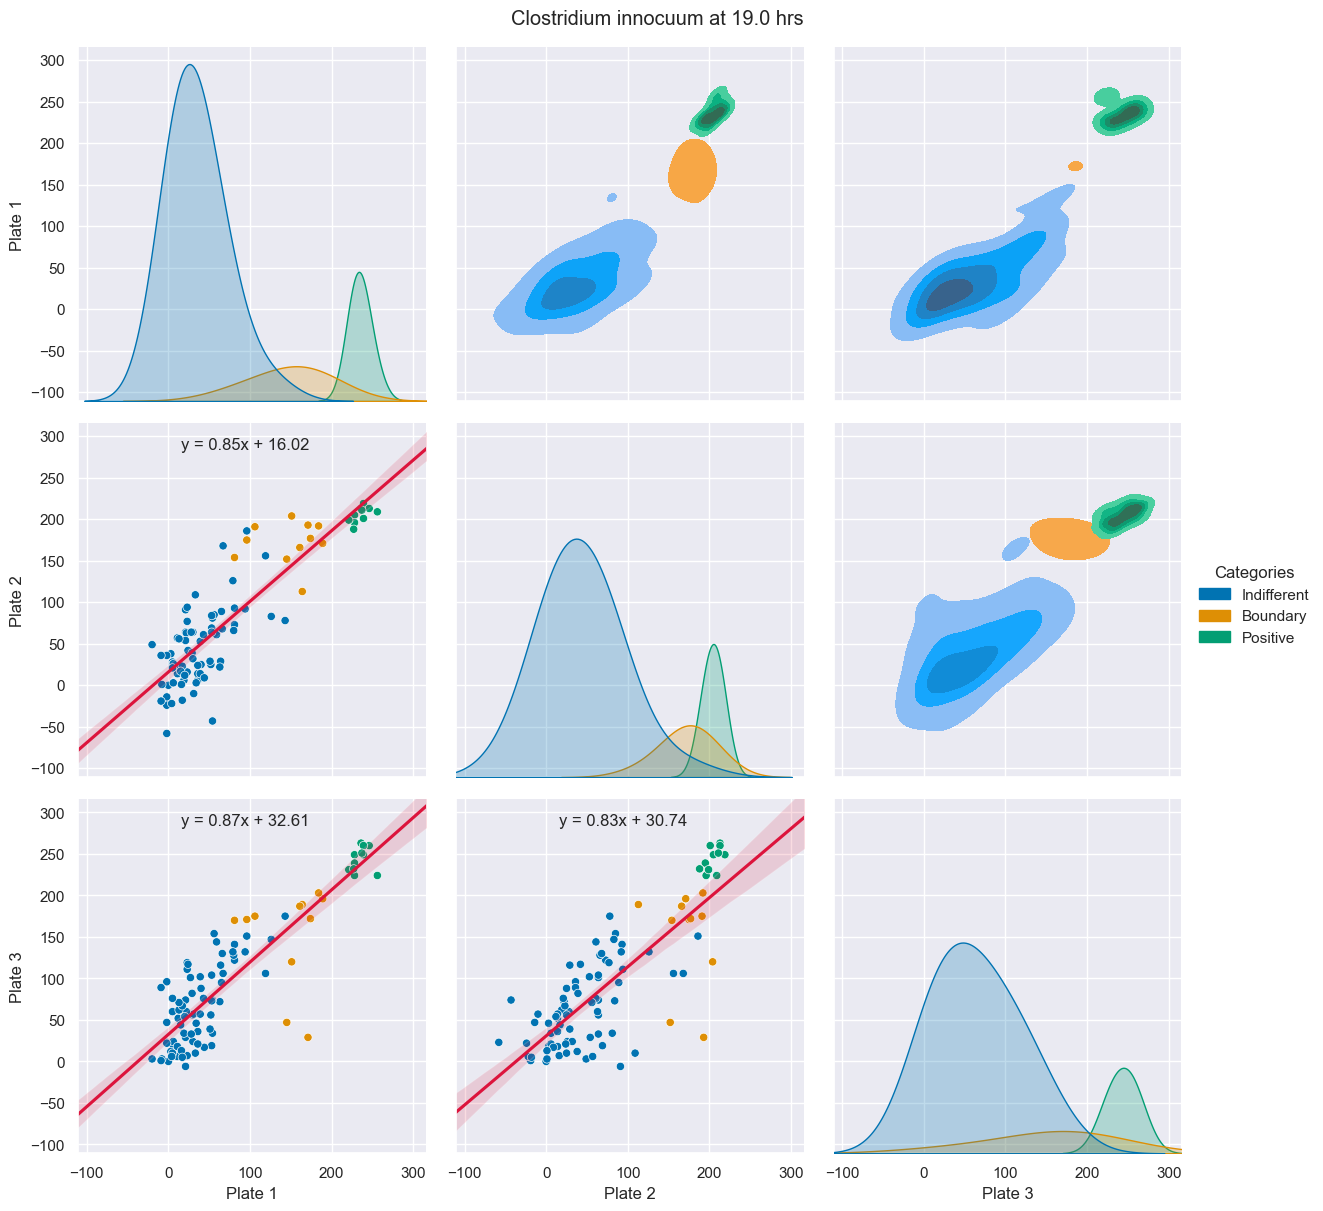 Clostridium innocuum at 19.0 hrs
300
250
200
150
100
50
0
−50
−100
Plate 1
y = 0.85x + 16.02
300
250
200
150
100
50
0
−50
−100
Plate 2
Categories
Indifferent
Boundary
Positive
y = 0.87x + 32.61
y = 0.83x + 30.74
300
250
200
150
100
50
0
−50
−100
Plate 3
−100 0 100 200 300
−100 0 100 200 300
−100 0 100 200 300
Plate 1
Plate 2
Plate 3